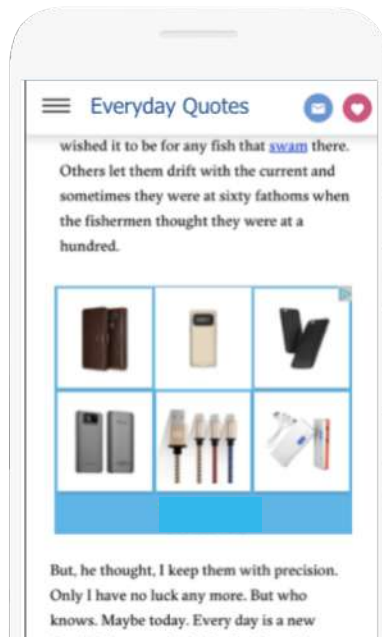 Everyday Quotes
wished it to be for any fish that swam there.
Others let them drift with the current and
sometimes they were at sixty fathoms when
the fishermen thought they were at a
hundred.
But, he thought, I keep them with precision.
Only I have no luck any more. But who
knows. Maybe today. Every day is a new